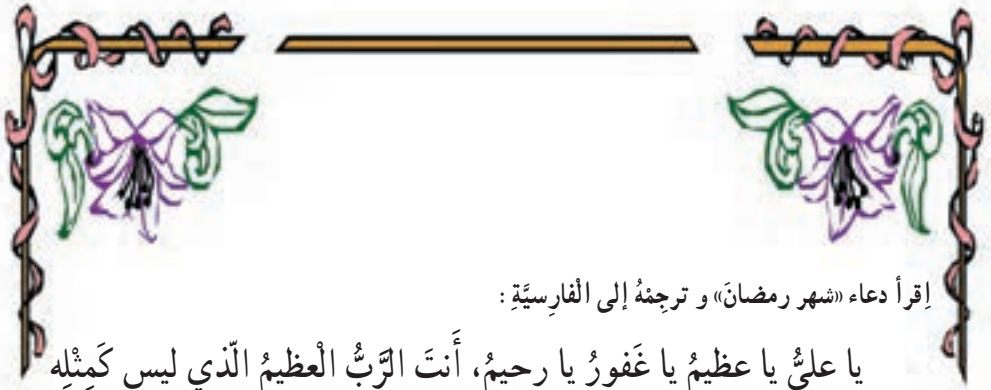 اِقرأ دعاء «شهر رمضانَ» و ترجِمْهُ إلى الْفارِسيَّةِ :
يا عليُّ يا عظيمُ يا غَفورُ يا رحيمُ، أَنتَ الرَّبُّ الْعظيمُ الّذي ليس كَمِثْلِه